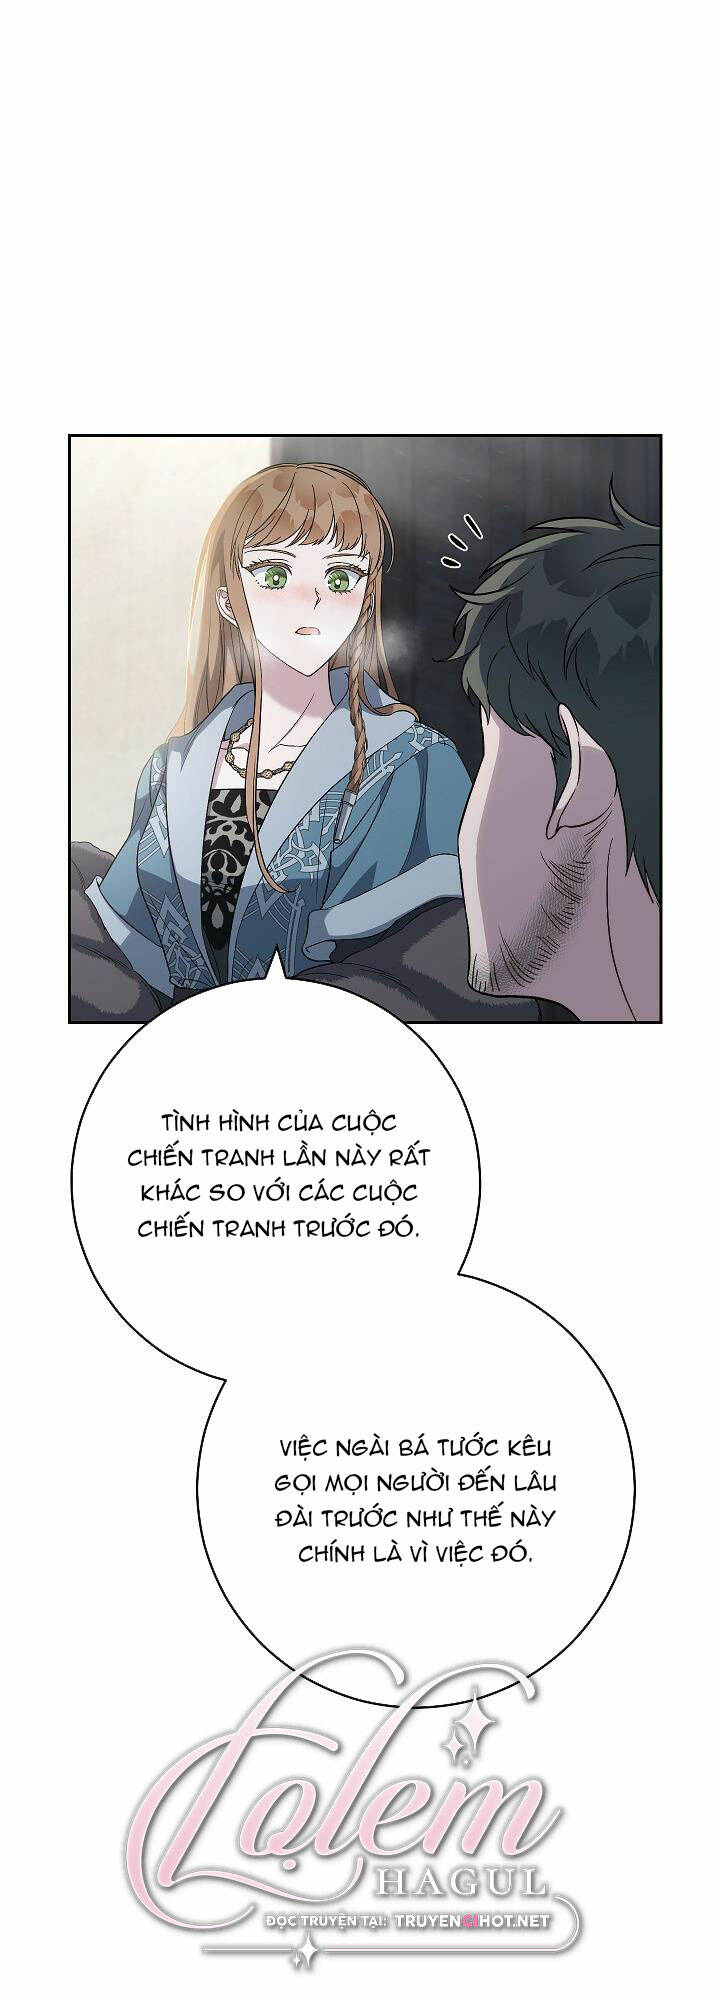 TÌNH HÌNH CỦA CUỘC
CHIẾN TRANH LẦN NÀY RẤT
KHÁC SO VỚI CÁC CUỘC
CHIẾN TRANH TRƯỚC ĐÓ.
VIỆC NGÀI BÁ TƯỚC KÊU
GỌI MỌI NGƯỜI ĐẾN LÂU
ĐÀI TRƯỚC NHƯ THẾ NÀY
CHÍNH LÀ VÌ VIỆC ĐÓ.
Lọlem
HAGUL
ĐỌC TRUYỆN TẠI: TRUYENGIHOT.NET